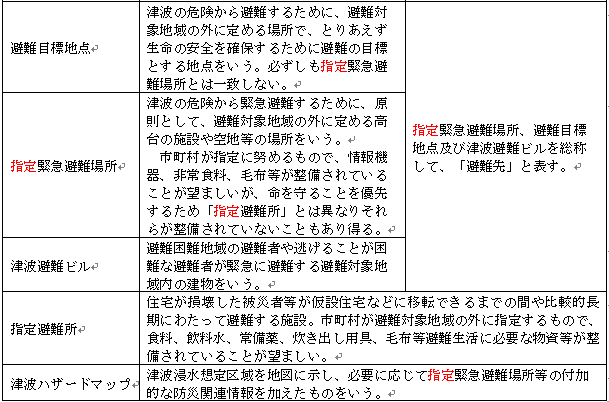 避難目標地点
津波の危険から避難するために、避難対
象地域の外に定める場所で、とりあえず
生命の安全を確保するために避難の目標
とする地点をいう。必ずしも指定緊急避
難場所とは一致しない。
指定緊急避難場所
津波の危険から緊急避難するために、原
則として、避難対象地域の外に定める高
台の施設や空地等の場所をいう。
市町村が指定に努めるもので、情報機
器、非常食料、毛布等が整備されている
ことが望ましいが、命を守ることを優先
するため「指定避難所」とは異なりそれ
らが整備されていないこともあり得る。
津波避難ビル
避難困難地域の避難者や逃げることが困
難な避難者が緊急に避難する避難対象地
域内の建物をいう。
指定緊急避難場所、避難目標
地点及び津波避難ビルを総称
して、「避難先」と表す。
指定避難所
住宅が損壊した被災者等が仮設住宅などに移転できるまでの間や比較的長
期にわたって避難する施設。市町村が避難対象地域の外に指定するもので、
食料、飲料水、常備薬、炊き出し用具、毛布等避難生活に必要な物資等が整
備されていることが望ましい。
津波ハザードマップ
津波浸水想定区域を地図に示し、必要に応じて指定緊急避難場所等の付加
的な防災関連情報を加えたものをいう。